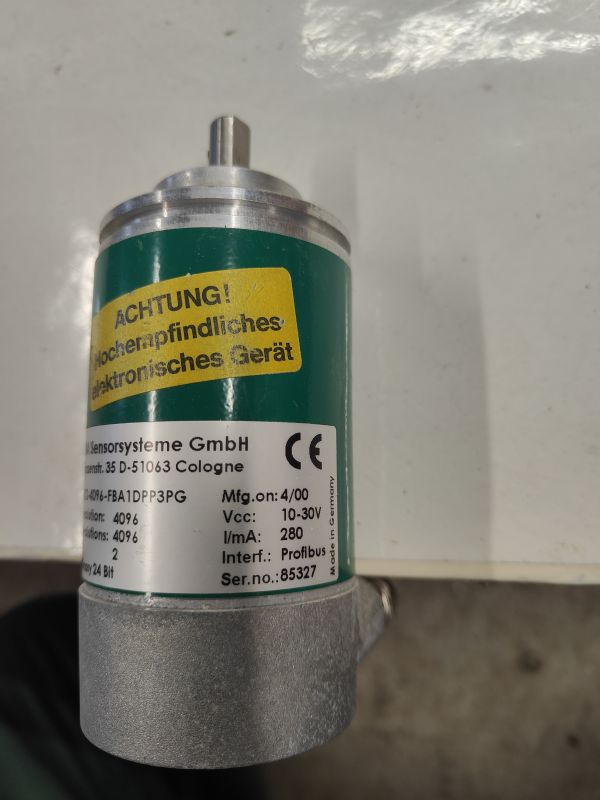 ACHTUNG!
Hochempfindliches
elektronisches Gerät
Sensorsysteme GmbH
35 D-51063 Cologne
CE
4096-FBA1DPP3PG
4096
4096
2
24 Bit
Mfg.on: 4/00
Vcc: 10-30V
I/mA: 280
Interf.: Profibus
Ser.no.: 85327
Made in Germany